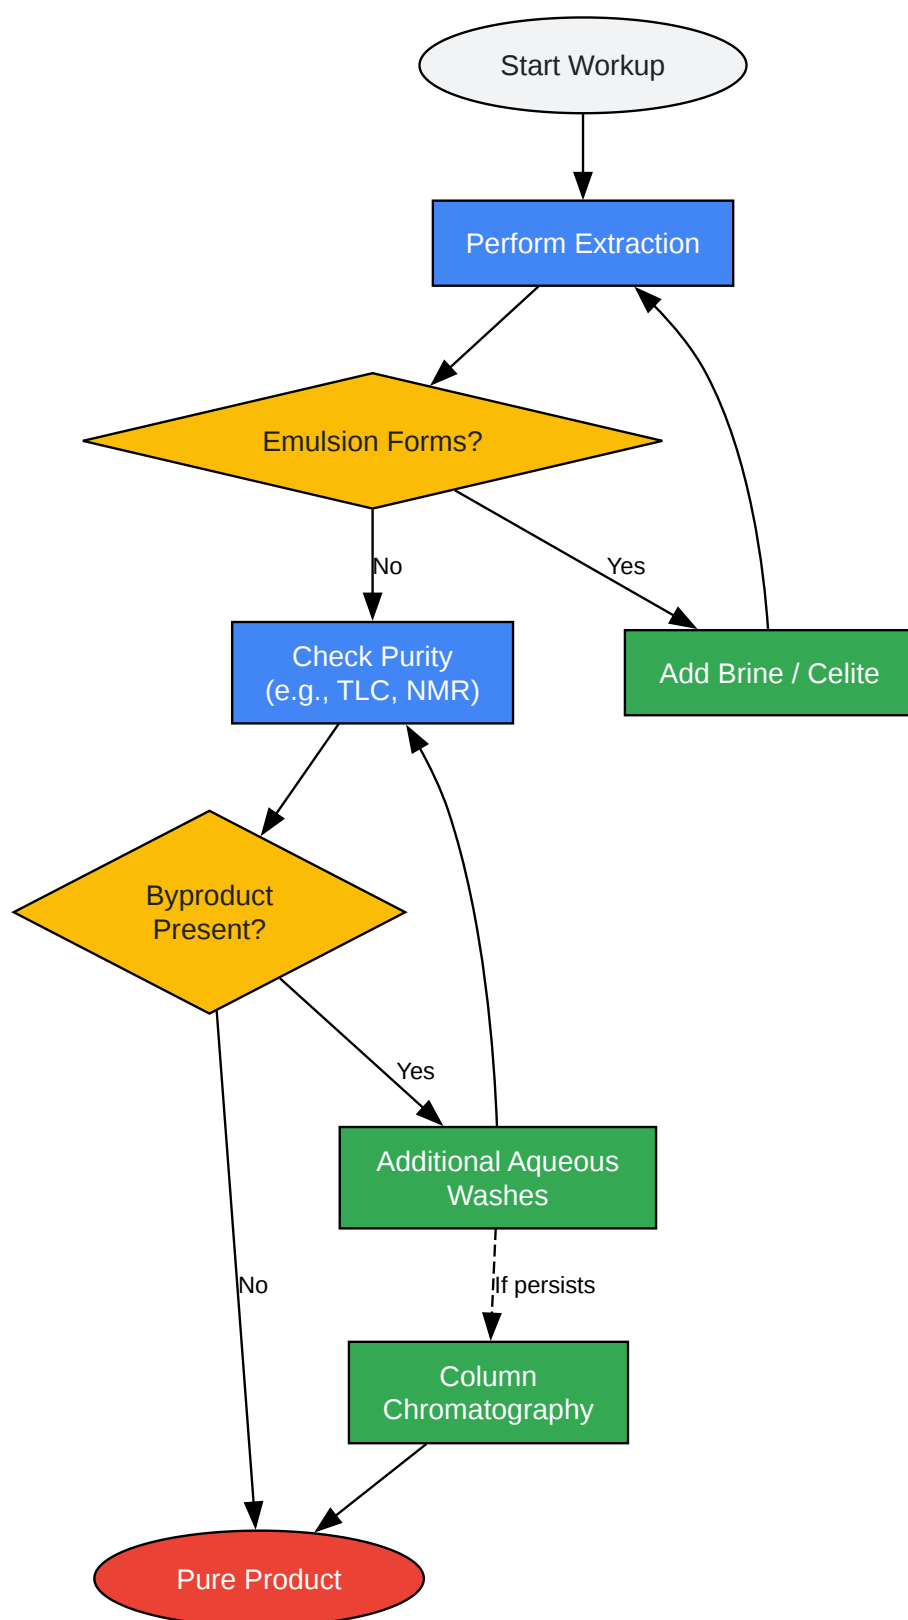 Start Workup
Perform Extraction
Emulsion Forms?
No
Yes
Check Purity
(e.g., TLC, NMR)
Add Brine / Celite
Byproduct
Present?
Yes
Additional Aqueous
Washes
No
If persists
Column
Chromatography
Pure Product